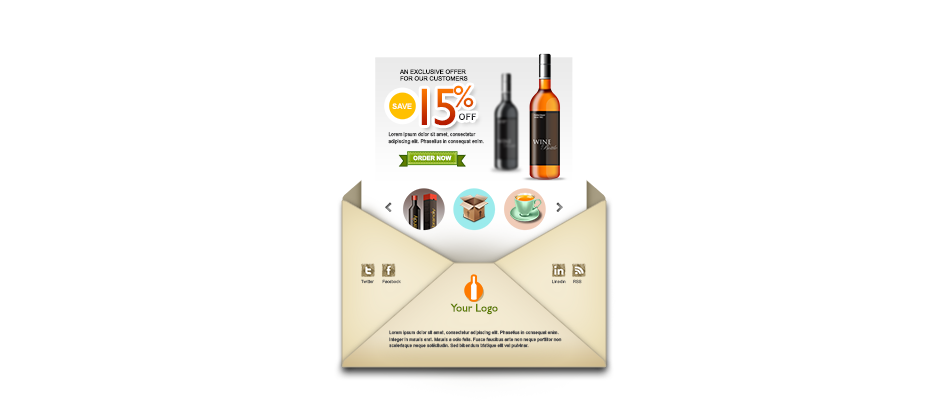 AN EXCLUSIVE OFFER
FOR OUR CUSTOMERS
SAVE
15%
OFF
Lorem ipsum dolor sit amet, consectetur
adipiscing elit. Phasellus in consequat enim.
ORDER NOW
WINE
Twitter
Facebook
Linkedin
RSS
Your Logo
Lorem ipsum dolor sit amet, consectetur adipiscing elit. Phasellus in consequat enim.
Integer in mauris erat. Mauris a odio felis. Fusce faucibus ante non neque porttitor non
scelerisque neque sollicitudin. Sed bibendum tristique elit vel pulvinar.